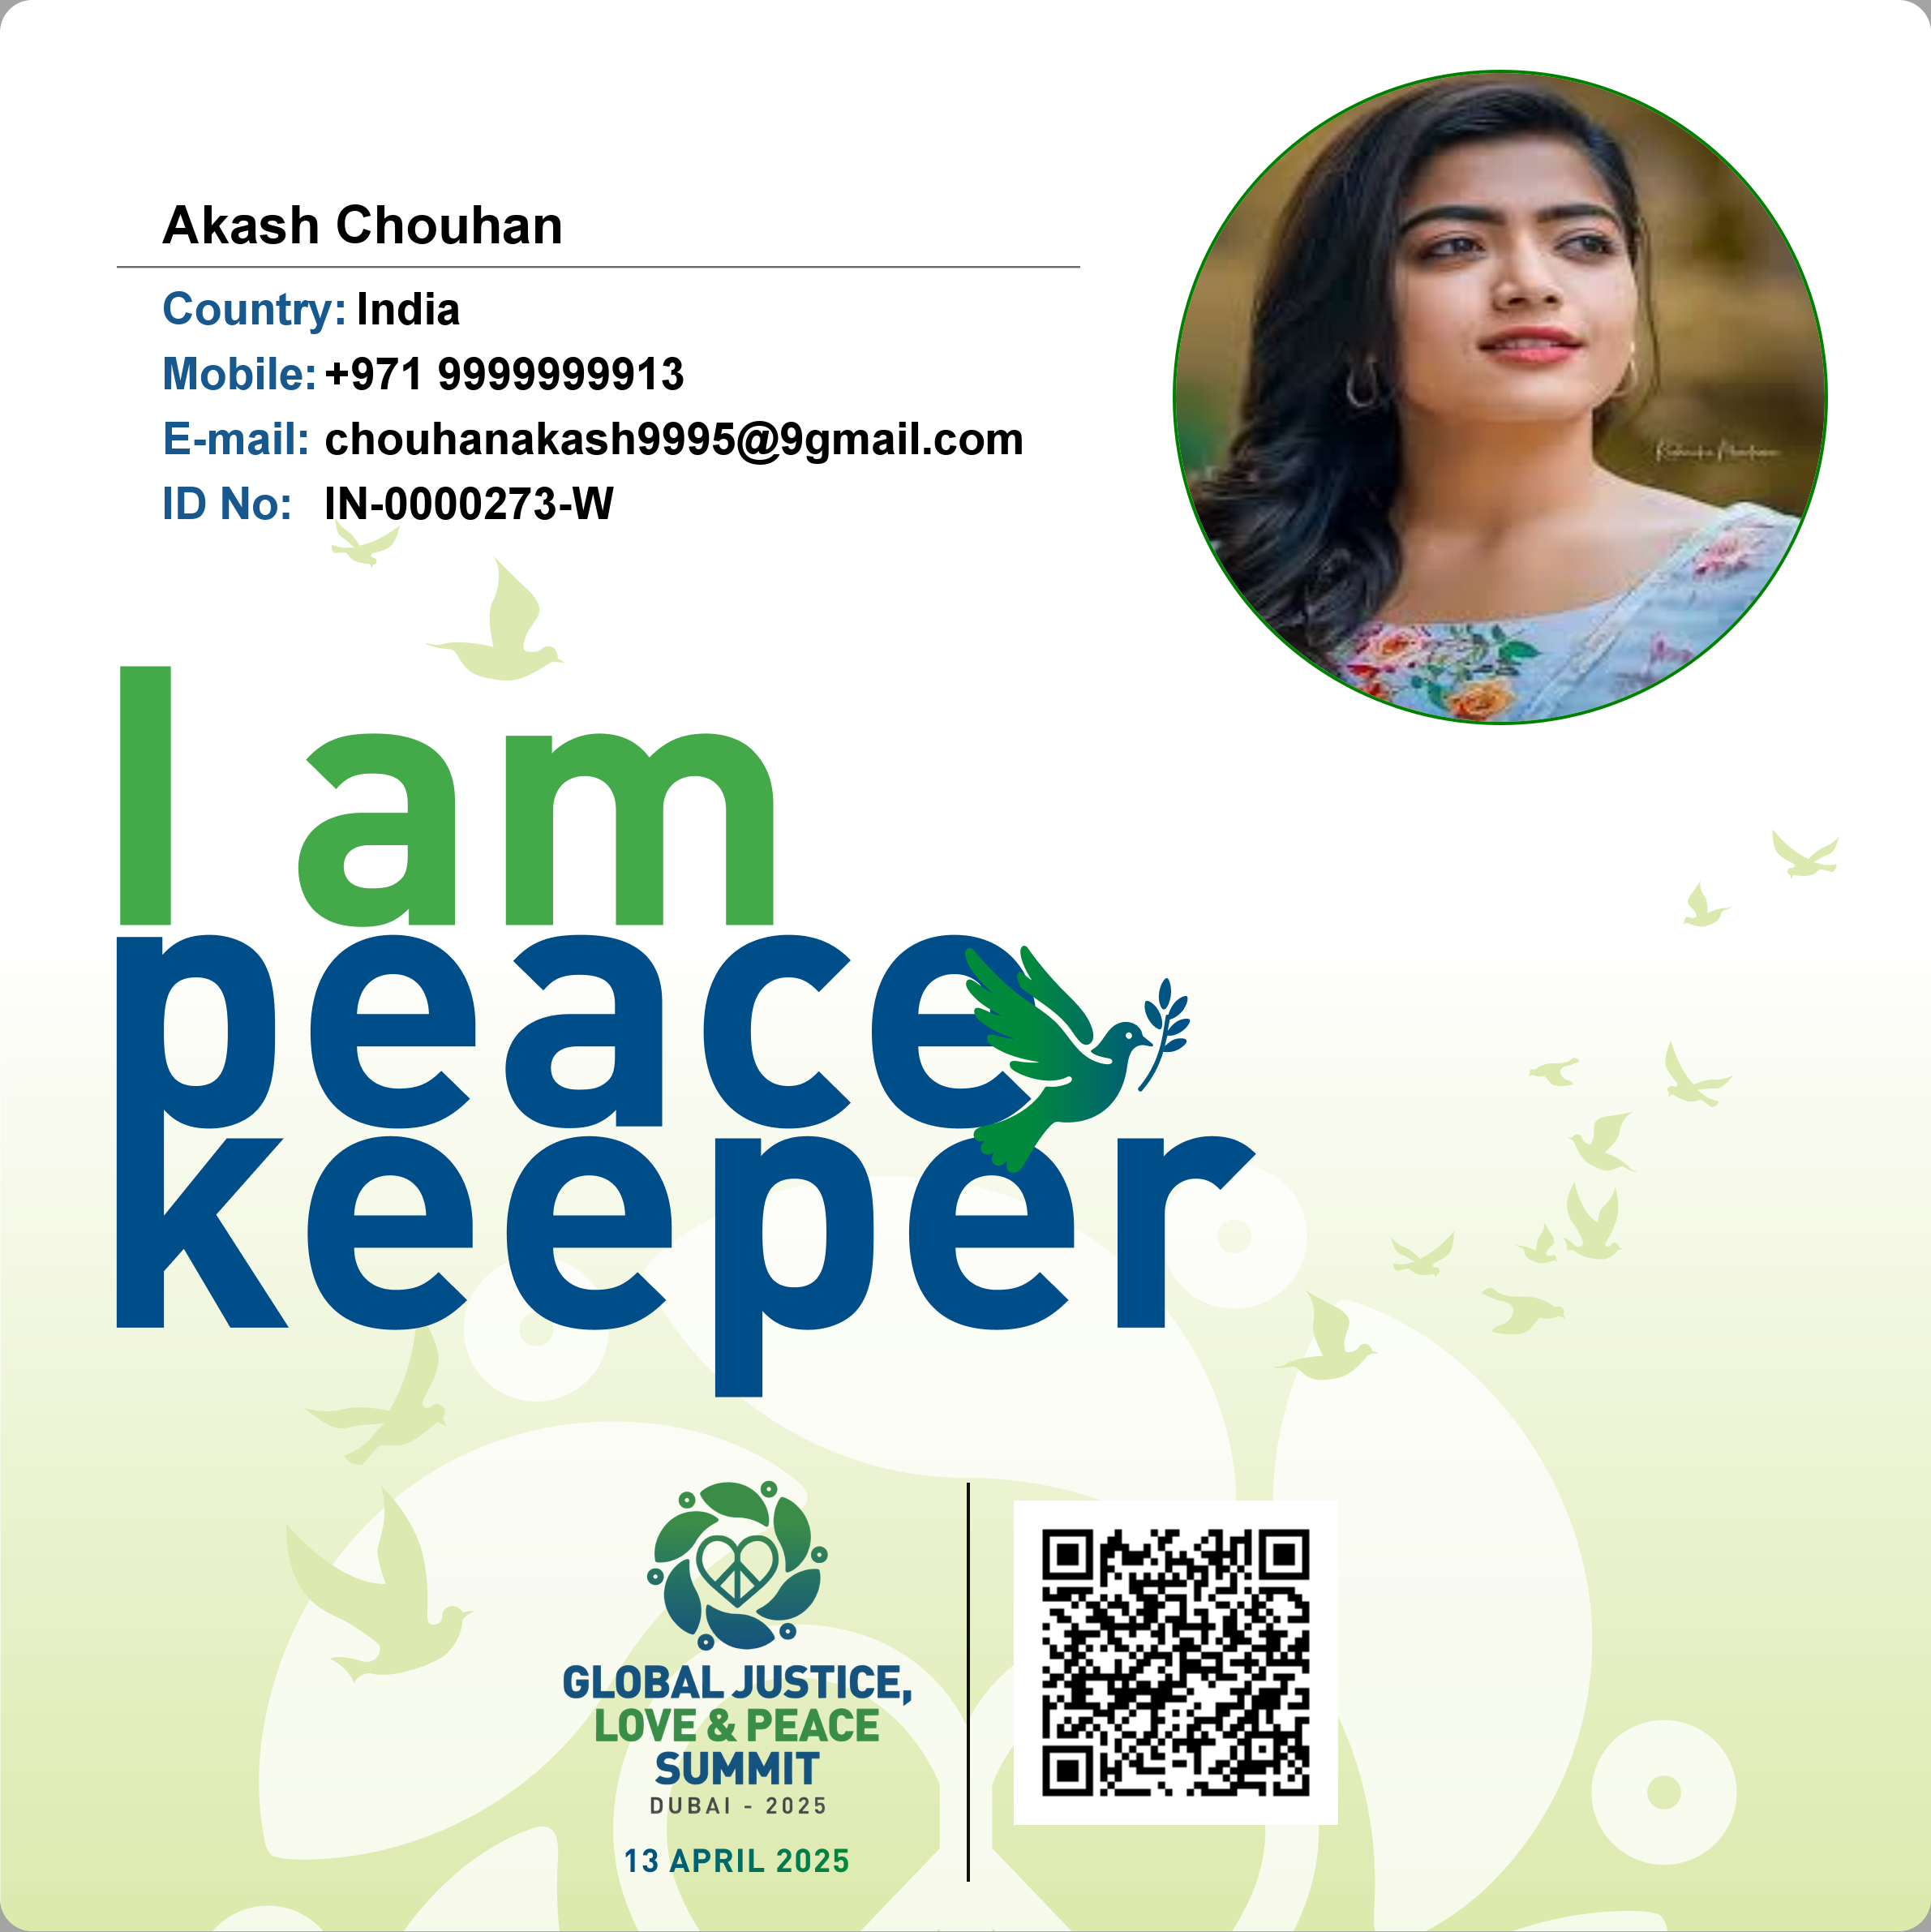 Akash Chouhan
Country: India
Mobile: +971 9999999913
E-mail: chouhanakash9995@9gmail.com
ID No: IN-0000273-W
I am
peace
keeper
GLOBAL JUSTICE,
LOVE & PEACE
SUMMIT
DUBAI - 2025
13 APRIL 2025